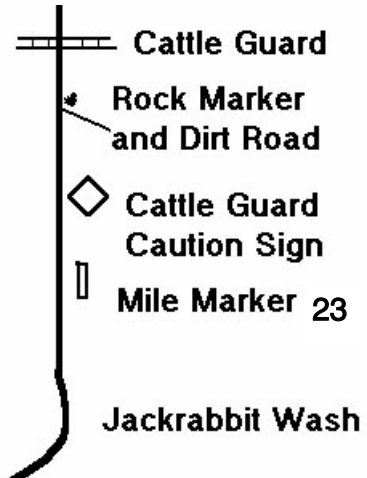 Cattle Guard
Rock Marker
and Dirt Road
Cattle Guard
Caution Sign
Mile Marker 23
Jackrabbit Wash